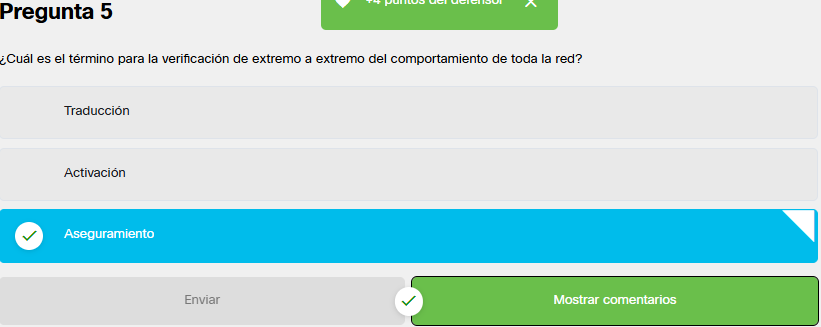 Pregunta 5
+4 puntos del defensor
¿Cuál es el término para la verificación de extremo a extremo del comportamiento de toda la red?
Traducción
Activación
Aseguramiento
Enviar
Mostrar comentarios